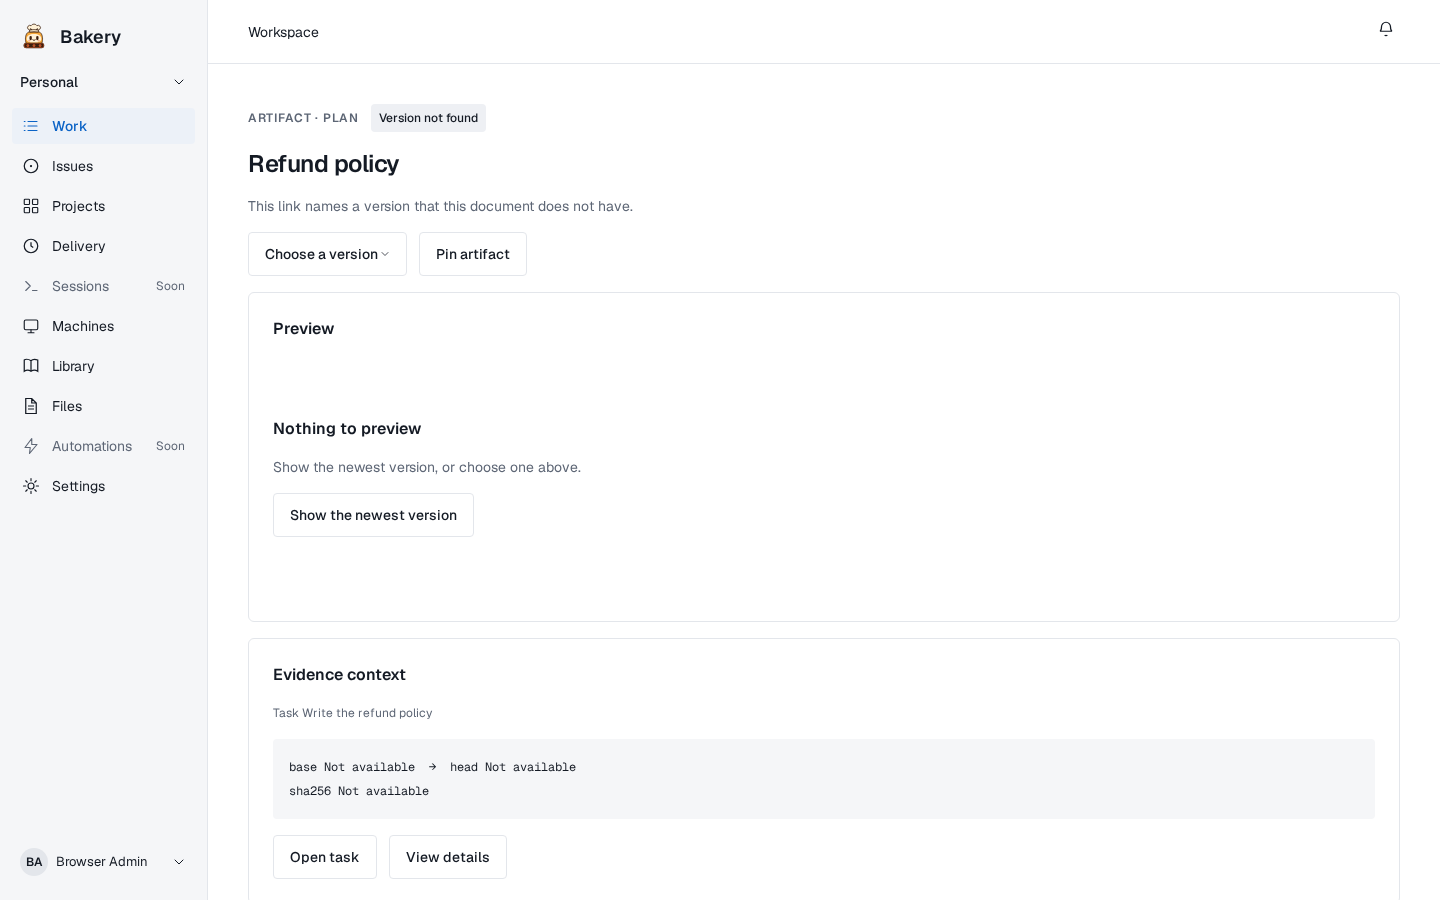 Bakery
Personal
Work
Issues
Projects
Delivery
Sessions Soon
Machines
Library
Files
Automations Soon
Settings
BA Browser Admin
Workspace
ARTIFACT · PLAN Version not found
Refund policy
This link names a version that this document does not have.
Choose a version Pin artifact
Preview
Nothing to preview
Show the newest version, or choose one above.
Show the newest version
Evidence context
Task Write the refund policy
base Not available → head Not available
sha256 Not available
Open task View details